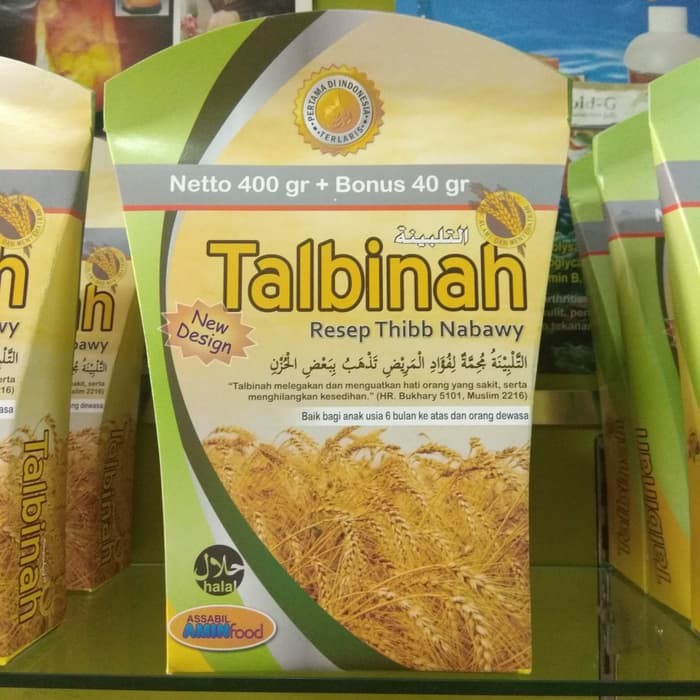 PERTAMA DI INDONESIA
TERLARIS
Netto 400 gr + Bonus 40 gr
التلبينة
Talbinah
New
Design
Resep Thibb Nabawy
التَّلْبِيْنَةُ مُجِمَّةٌ لِفُؤَادِ الْمَرِيْضِ تَذْهَبُ بِبَعْضِ الْحُزْنِ
"Talbinah melegakan dan menguatkan hati orang yang sakit, serta
menghilangkan kesedihan." (HR. Bukhary 5101, Muslim 2216)
Baik bagi anak usia 6 bulan ke atas dan orang dewasa
حلال
halal
ASSABIL
AMINfood
Talbinah